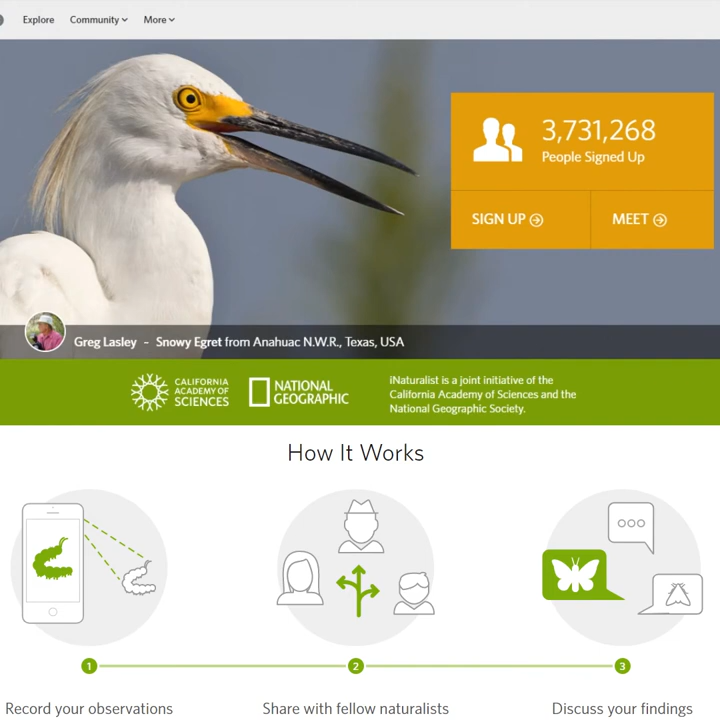 Explore Community More
3,731,268
People Signed Up
SIGN UP MEET
Greg Lasley - Snowy Egret from Anahuac N.W.R., Texas, USA
CALIFORNIA
ACADEMY OF
SCIENCES
NATIONAL
GEOGRAPHIC
iNaturalist is a joint initiative of the
California Academy of Sciences and the
National Geographic Society.
How It Works
1 2 3
Record your observations
Share with fellow naturalists
Discuss your findings